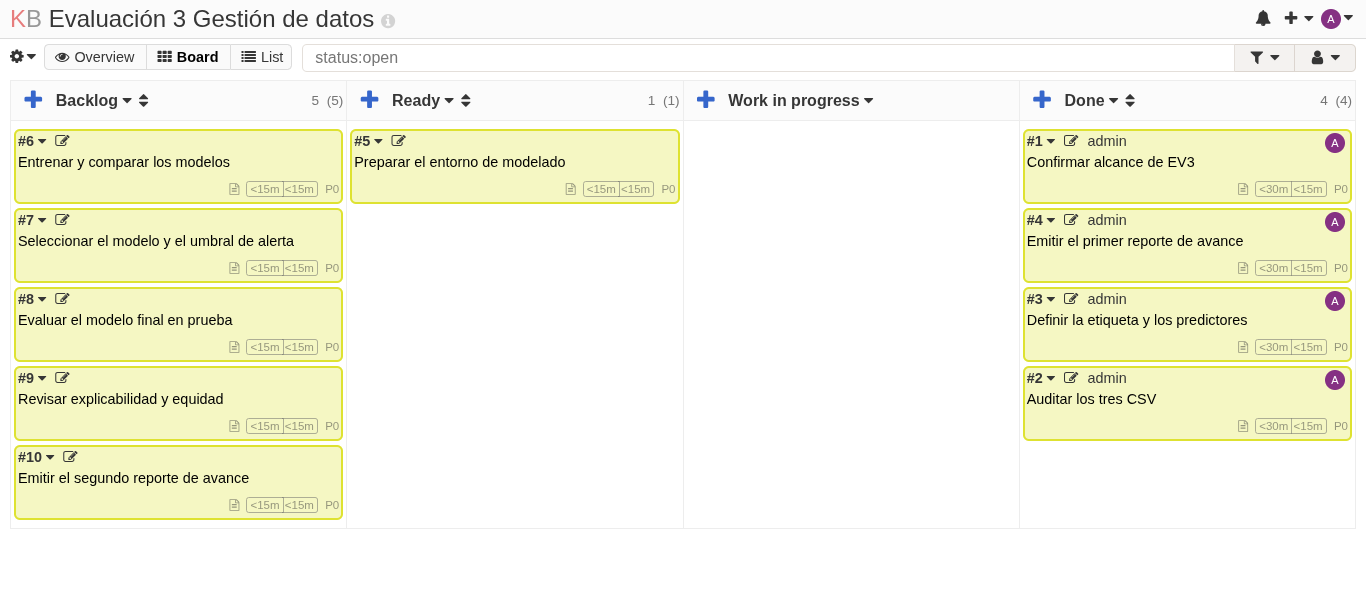 KB Evaluación 3 Gestión de datos
A
Overview Board List status:open
Backlog 5 (5)
#6
Entrenar y comparar los modelos
<15m <15m P0
#7
Seleccionar el modelo y el umbral de alerta
<15m <15m P0
#8
Evaluar el modelo final en prueba
<15m <15m P0
#9
Revisar explicabilidad y equidad
<15m <15m P0
#10
Emitir el segundo reporte de avance
<15m <15m P0
Ready 1 (1)
#5
Preparar el entorno de modelado
<15m <15m P0
Work in progress
Done 4 (4)
#1 admin A
Confirmar alcance de EV3
<30m <15m P0
#4 admin A
Emitir el primer reporte de avance
<30m <15m P0
#3 admin A
Definir la etiqueta y los predictores
<30m <15m P0
#2 admin A
Auditar los tres CSV
<30m <15m P0